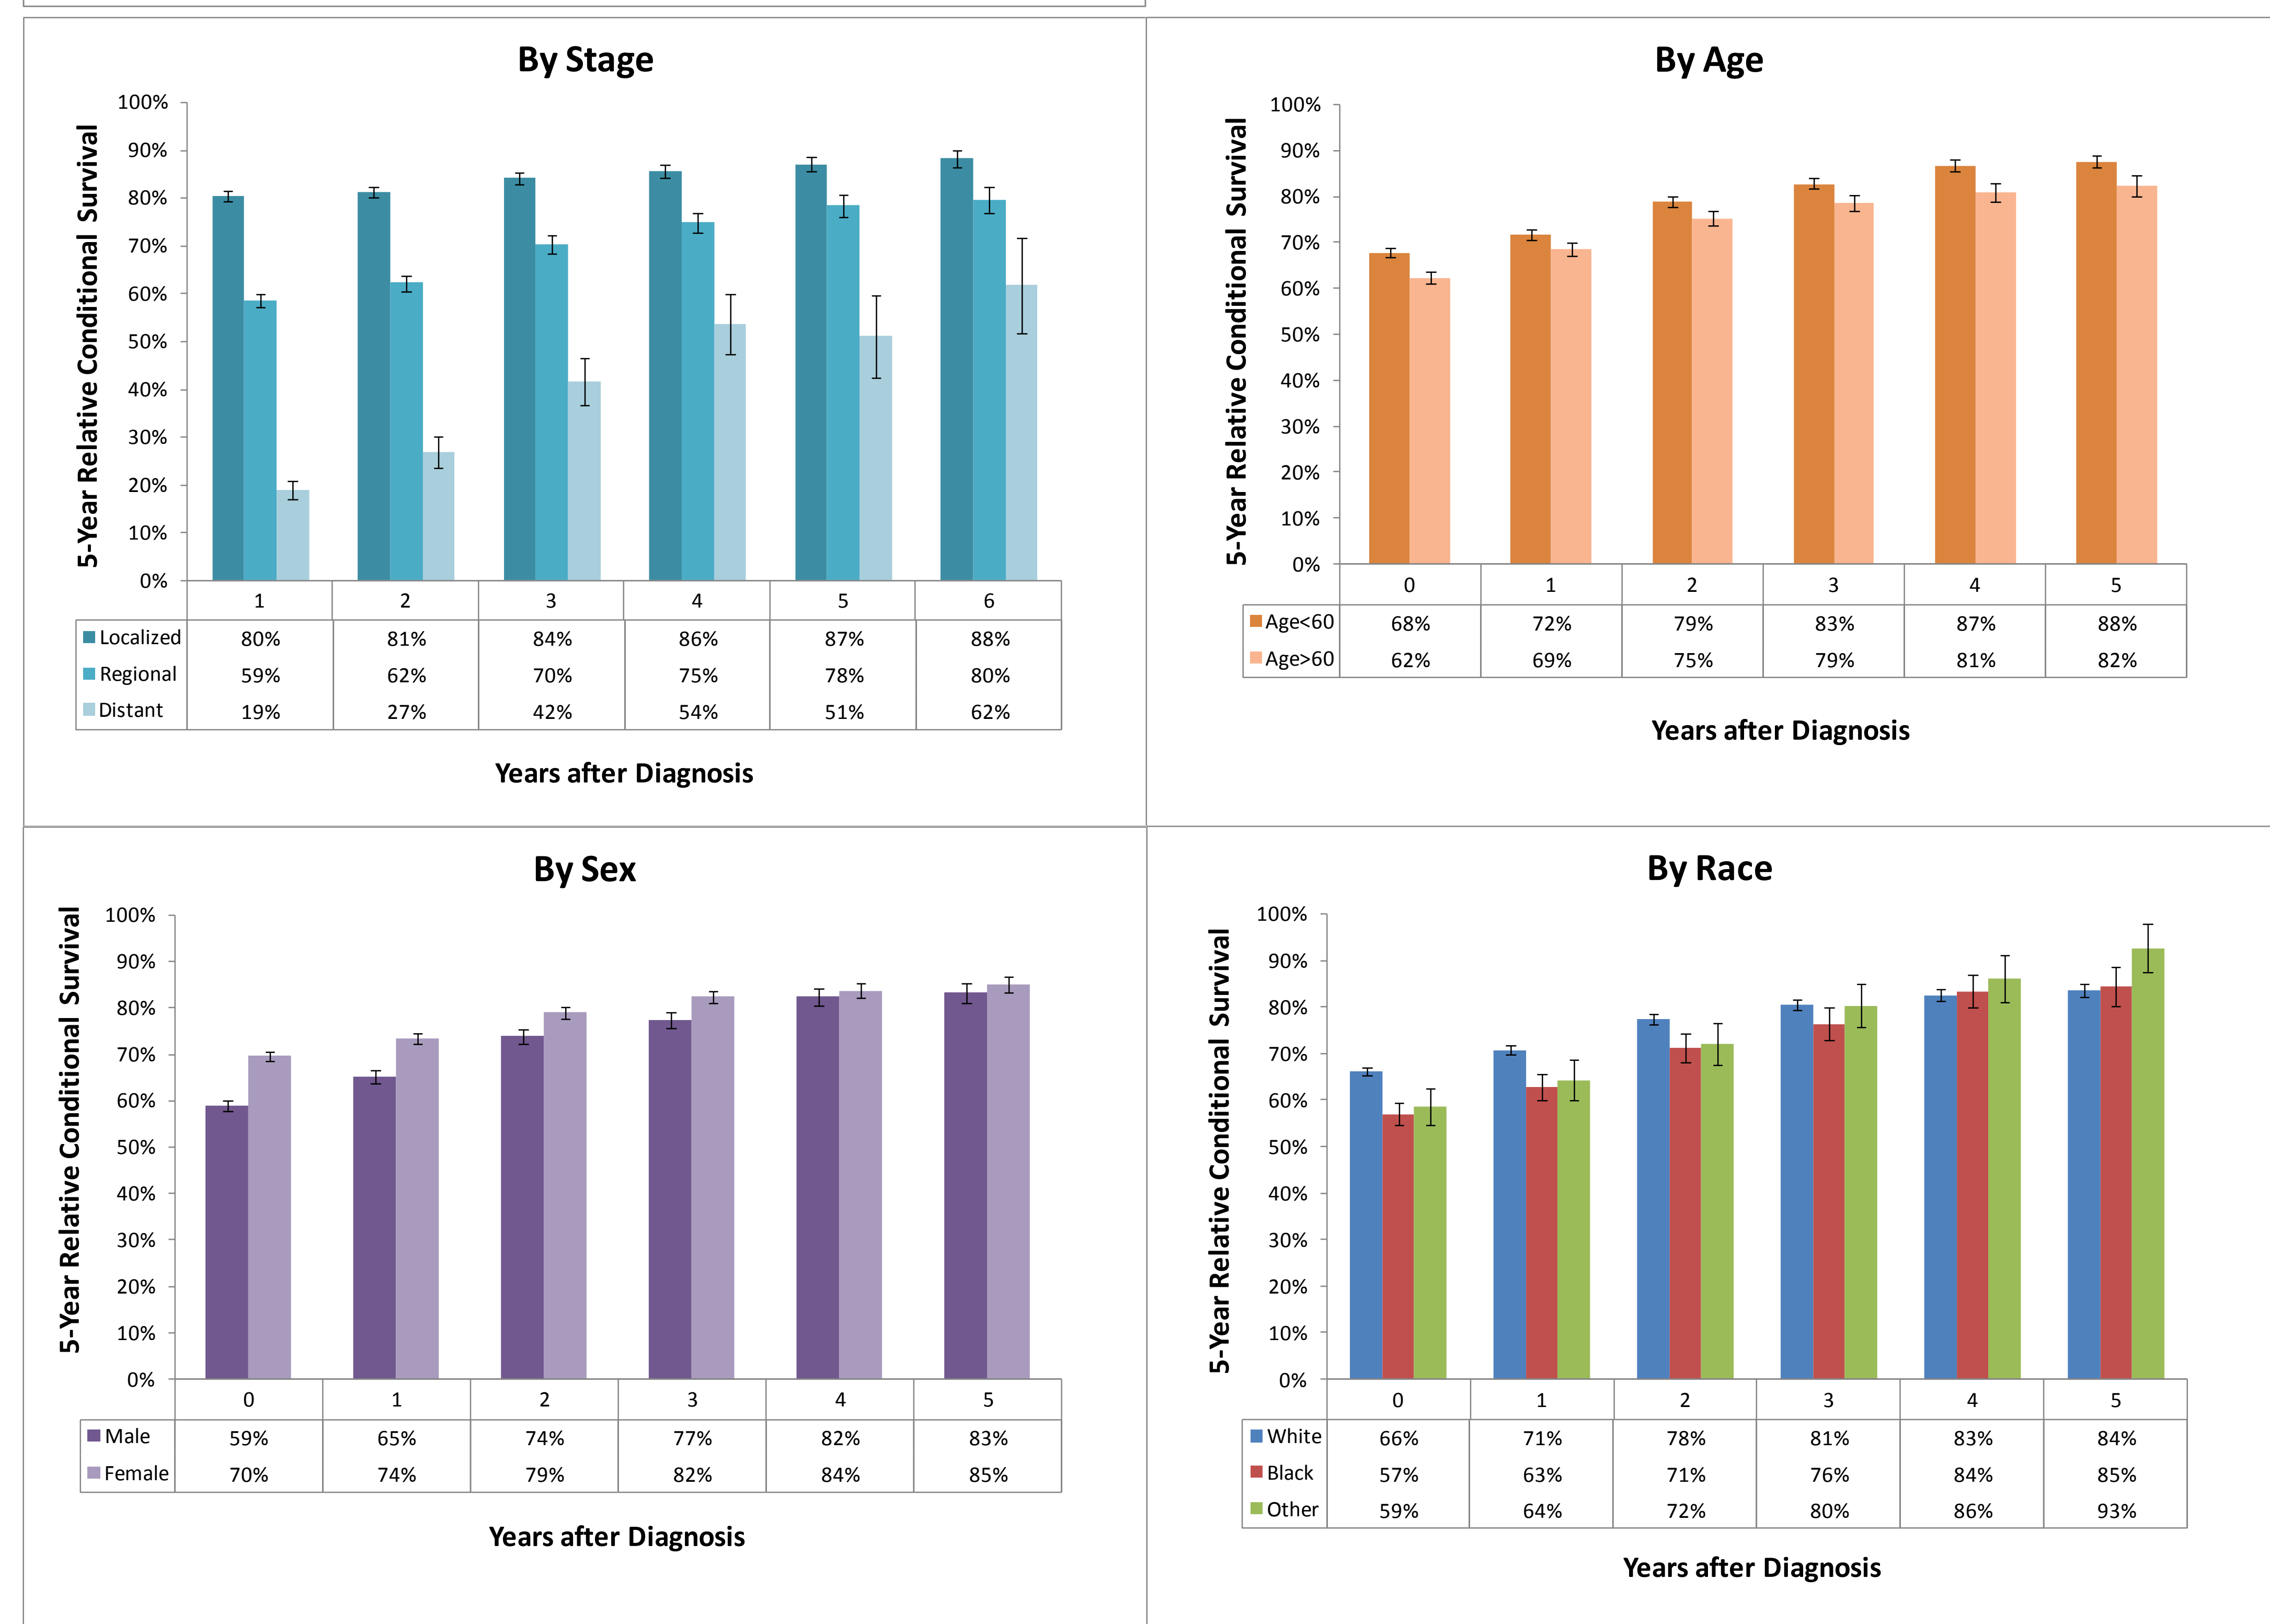 By Stage
5-Year Relative Conditional Survival
100%
90%
80%
70%
60%
50%
40%
30%
20%
10%
0%
1 2 3 4 5 6
Localized 80% 81% 84% 86% 87% 88%
Regional 59% 62% 70% 75% 78% 80%
Distant 19% 27% 42% 54% 51% 62%
Years after Diagnosis
By Age
5-Year Relative Conditional Survival
100%
90%
80%
70%
60%
50%
40%
30%
20%
10%
0%
0 1 2 3 4 5
Age<60 68% 72% 79% 83% 87% 88%
Age>60 62% 69% 75% 79% 81% 82%
Years after Diagnosis
By Sex
5-Year Relative Conditional Survival
100%
90%
80%
70%
60%
50%
40%
30%
20%
10%
0%
0 1 2 3 4 5
Male 59% 65% 74% 77% 82% 83%
Female 70% 74% 79% 82% 84% 85%
Years after Diagnosis
By Race
5-Year Relative Conditional Survival
100%
90%
80%
70%
60%
50%
40%
30%
20%
10%
0%
0 1 2 3 4 5
White 66% 71% 78% 81% 83% 84%
Black 57% 63% 71% 76% 84% 85%
Other 59% 64% 72% 80% 86% 93%
Years after Diagnosis